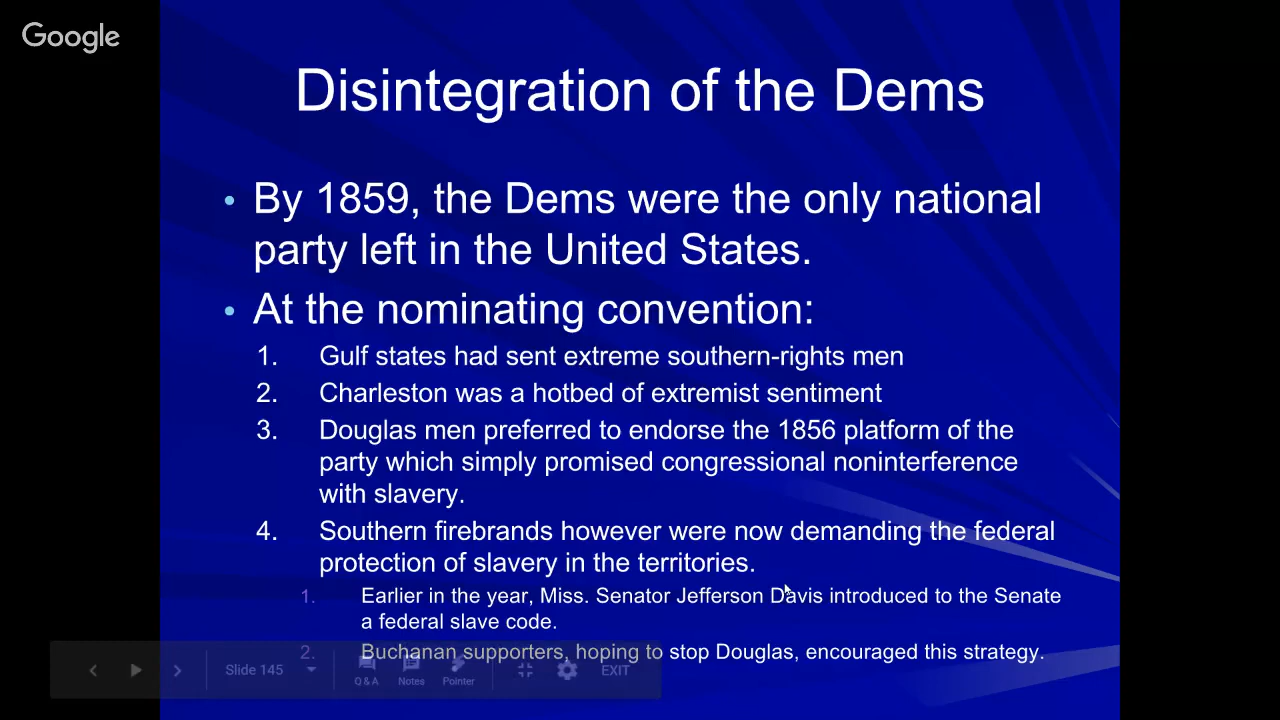 Google
Disintegration of the Dems
• By 1859, the Dems were the only national
party left in the United States.
• At the nominating convention:
1. Gulf states had sent extreme southern-rights men
2. Charleston was a hotbed of extremist sentiment
3. Douglas men preferred to endorse the 1856 platform of the
party which simply promised congressional noninterference
with slavery.
4. Southern firebrands however were now demanding the federal
protection of slavery in the territories.
1. Earlier in the year, Miss. Senator Jefferson Davis introduced to the Senate
a federal slave code.
2. Buchanan supporters, hoping to stop Douglas, encouraged this strategy.
Slide 145
Q & A Notes Pointer
EXIT